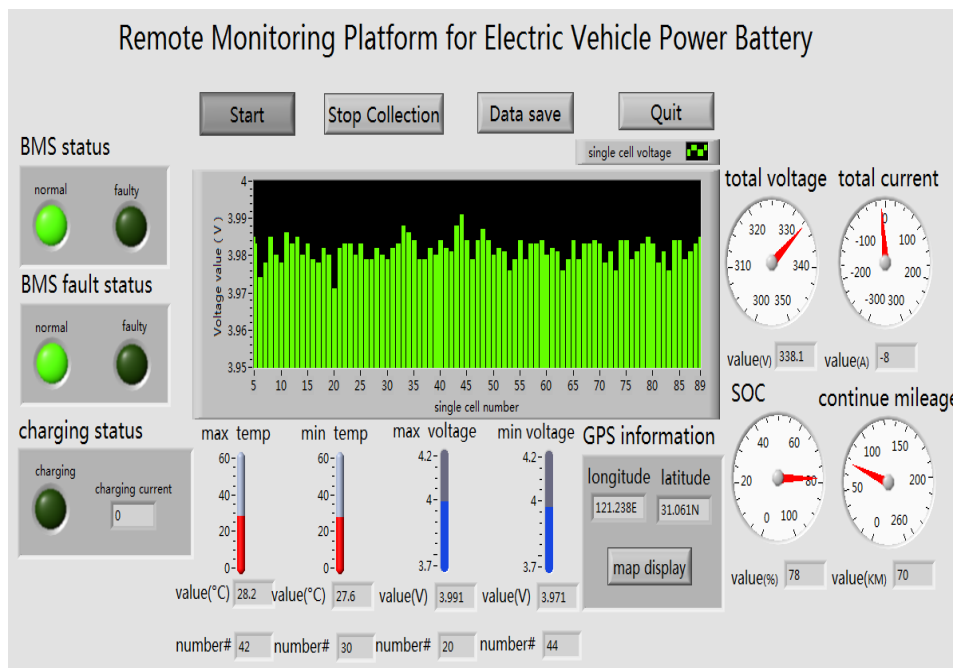 Remote Monitoring Platform for Electric Vehicle Power Battery
Start
Stop Collection
Data save
Quit
single cell voltage
BMS status
normal
faulty
BMS fault status
normal
faulty
charging status
charging
charging current
0
Voltage value ( V )
4
3.99
3.98
3.97
3.96
3.95
5 10 15 20 25 30 35 40 45 50 55 60 65 70 75 80 85 89
single cell number
total voltage
300 310 320 330 340 350
value(V) 338.1
total current
-300 -200 -100 0 100 200 300
value(A) -8
SOC
0 20 40 60 80 100
value(%) 78
continue mileage
0 50 100 150 200 260
value(KM) 70
max temp
60
40
20
0
value(°C) 28.2
number# 42
min temp
60
40
20
0
value(°C) 27.6
number# 30
max voltage
4.2
4
3.7
value(V) 3.991
number# 20
min voltage
4.2
4
3.7
value(V) 3.971
number# 44
GPS information
longitude latitude
121.238E 31.061N
map display